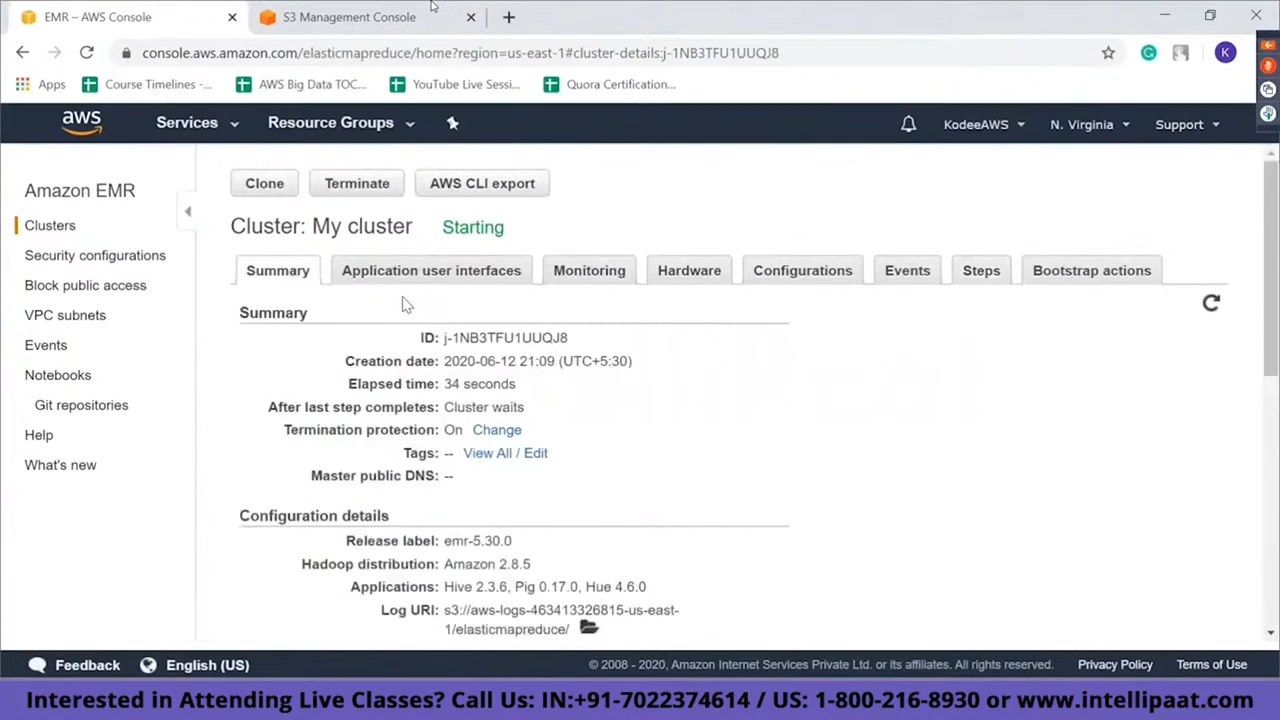 EMR – AWS Console
S3 Management Console
console.aws.amazon.com/elasticmapreduce/home?region=us-east-1#cluster-details:j-1NB3TFU1UUQJ8
K
Apps
Course Timelines -...
AWS Big Data TOC...
YouTube Live Sessi...
Quora Certification...
aws
Services
Resource Groups
KodeeAWS
N. Virginia
Support
Amazon EMR
Clusters
Security configurations
Block public access
VPC subnets
Events
Notebooks
Git repositories
Help
What's new
Clone
Terminate
AWS CLI export
Cluster: My cluster Starting
Summary
Application user interfaces
Monitoring
Hardware
Configurations
Events
Steps
Bootstrap actions
Summary
ID: j-1NB3TFU1UUQJ8
Creation date: 2020-06-12 21:09 (UTC+5:30)
Elapsed time: 34 seconds
After last step completes: Cluster waits
Termination protection: On Change
Tags: -- View All / Edit
Master public DNS: --
Configuration details
Release label: emr-5.30.0
Hadoop distribution: Amazon 2.8.5
Applications: Hive 2.3.6, Pig 0.17.0, Hue 4.6.0
Log URI: s3://aws-logs-463413326815-us-east-
1/elasticmapreduce/
Feedback
English (US)
© 2008 - 2020, Amazon Internet Services Private Ltd. or its affiliates. All rights reserved.
Privacy Policy
Terms of Use
Interested in Attending Live Classes? Call Us: IN:+91-7022374614 / US: 1-800-216-8930 or www.intellipaat.com